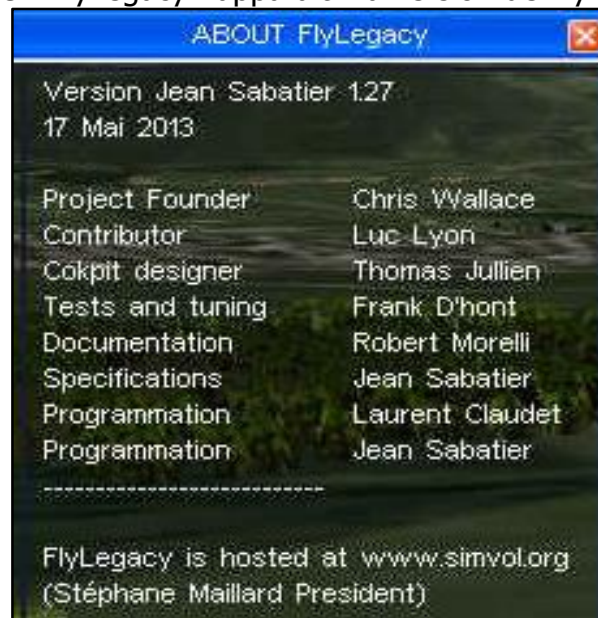 ABOUT FlyLegacy
Version Jean Sabatier 1.27
17 Mai 2013
Project Founder Chris Wallace
Contributor Luc Lyon
Cokpit designer Thomas Jullien
Tests and tuning Frank D'hont
Documentation Robert Morelli
Specifications Jean Sabatier
Programmation Laurent Claudet
Programmation Jean Sabatier
---------------------------
FlyLegacy is hosted at www.simvol.org
(Stéphane Maillard President)